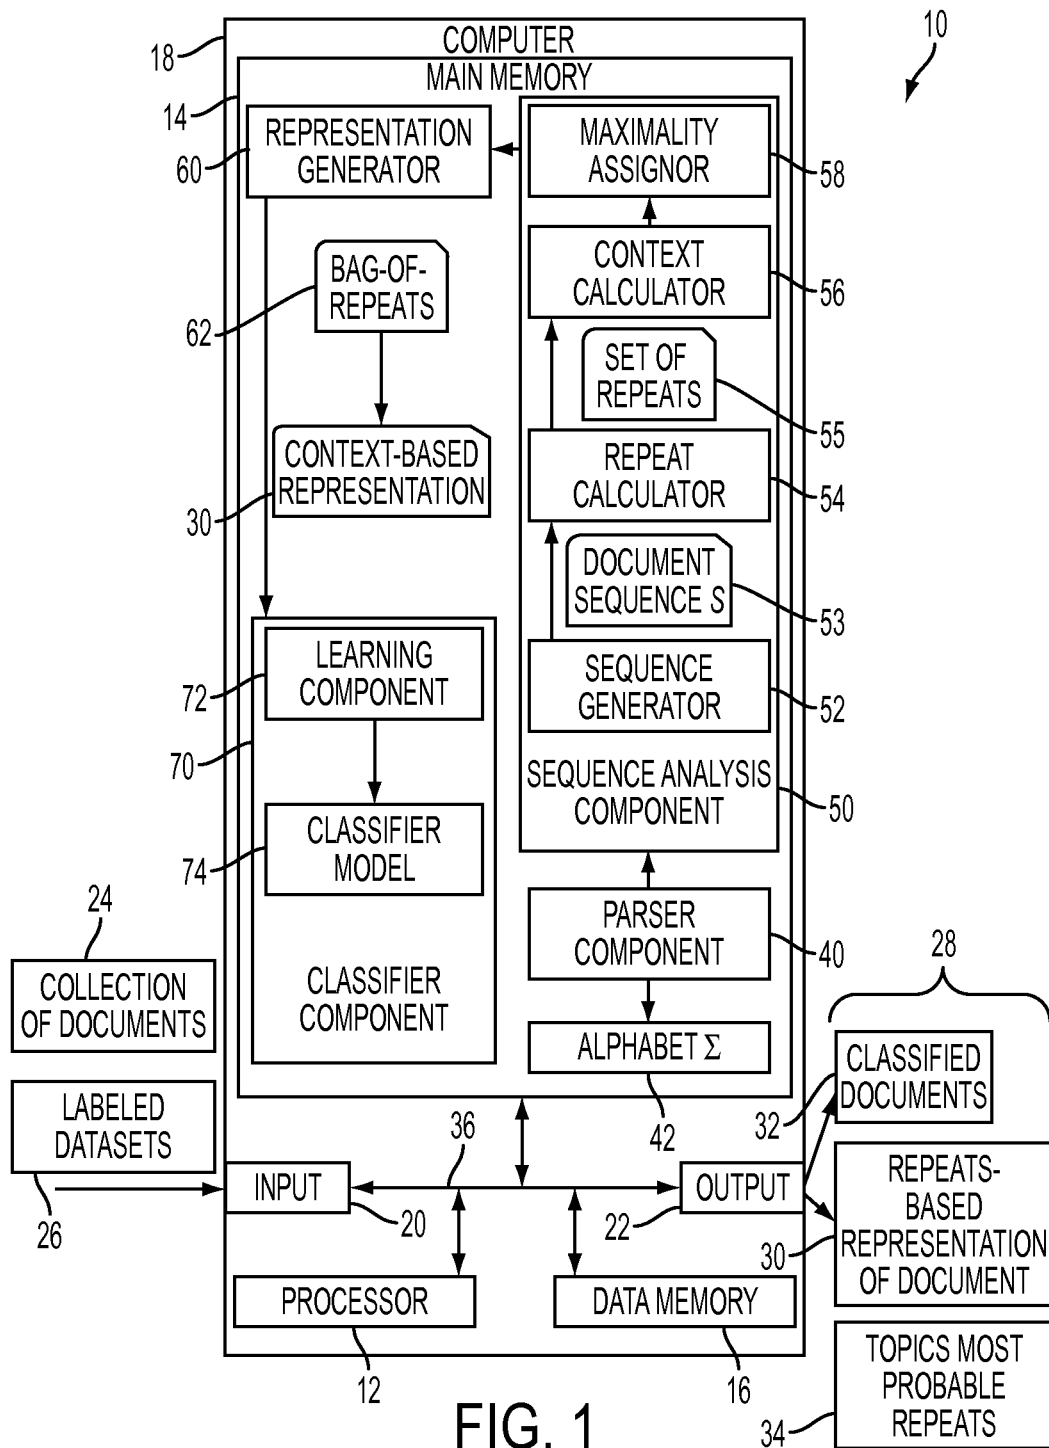 10
18
COMPUTER
MAIN MEMORY
14
REPRESENTATION
GENERATOR
60
MAXIMALITY
ASSIGNOR
58
CONTEXT
CALCULATOR
56
BAG-OF-
REPEATS
62
SET OF
REPEATS
55
CONTEXT-BASED
REPRESENTATION
30
REPEAT
CALCULATOR
54
DOCUMENT
SEQUENCE S
53
LEARNING
COMPONENT
72
SEQUENCE
GENERATOR
52
70
SEQUENCE ANALYSIS
COMPONENT
50
CLASSIFIER
MODEL
74
PARSER
COMPONENT
40
CLASSIFIER
COMPONENT
ALPHABET Σ
42
24
COLLECTION
OF DOCUMENTS
LABELED
DATASETS
26
28
CLASSIFIED
DOCUMENTS
32
36
INPUT
20
OUTPUT
22
REPEATS-
BASED
REPRESENTATION
OF DOCUMENT
30
PROCESSOR
12
DATA MEMORY
16
TOPICS MOST
PROBABLE
REPEATS
34
FIG. 1